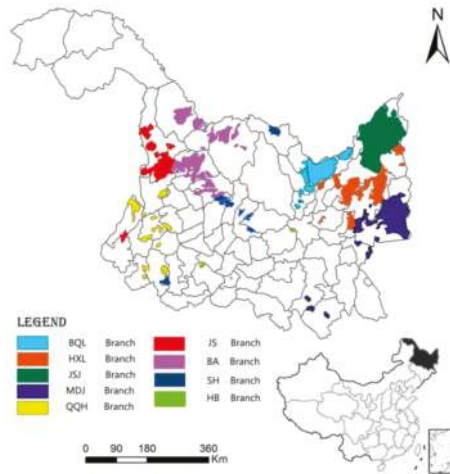 N
LEGEND
BQL Branch
HXL Branch
JSJ Branch
MDJ Branch
QQH Branch
JS Branch
BA Branch
SH Branch
HB Branch
0 90 180 360
Km